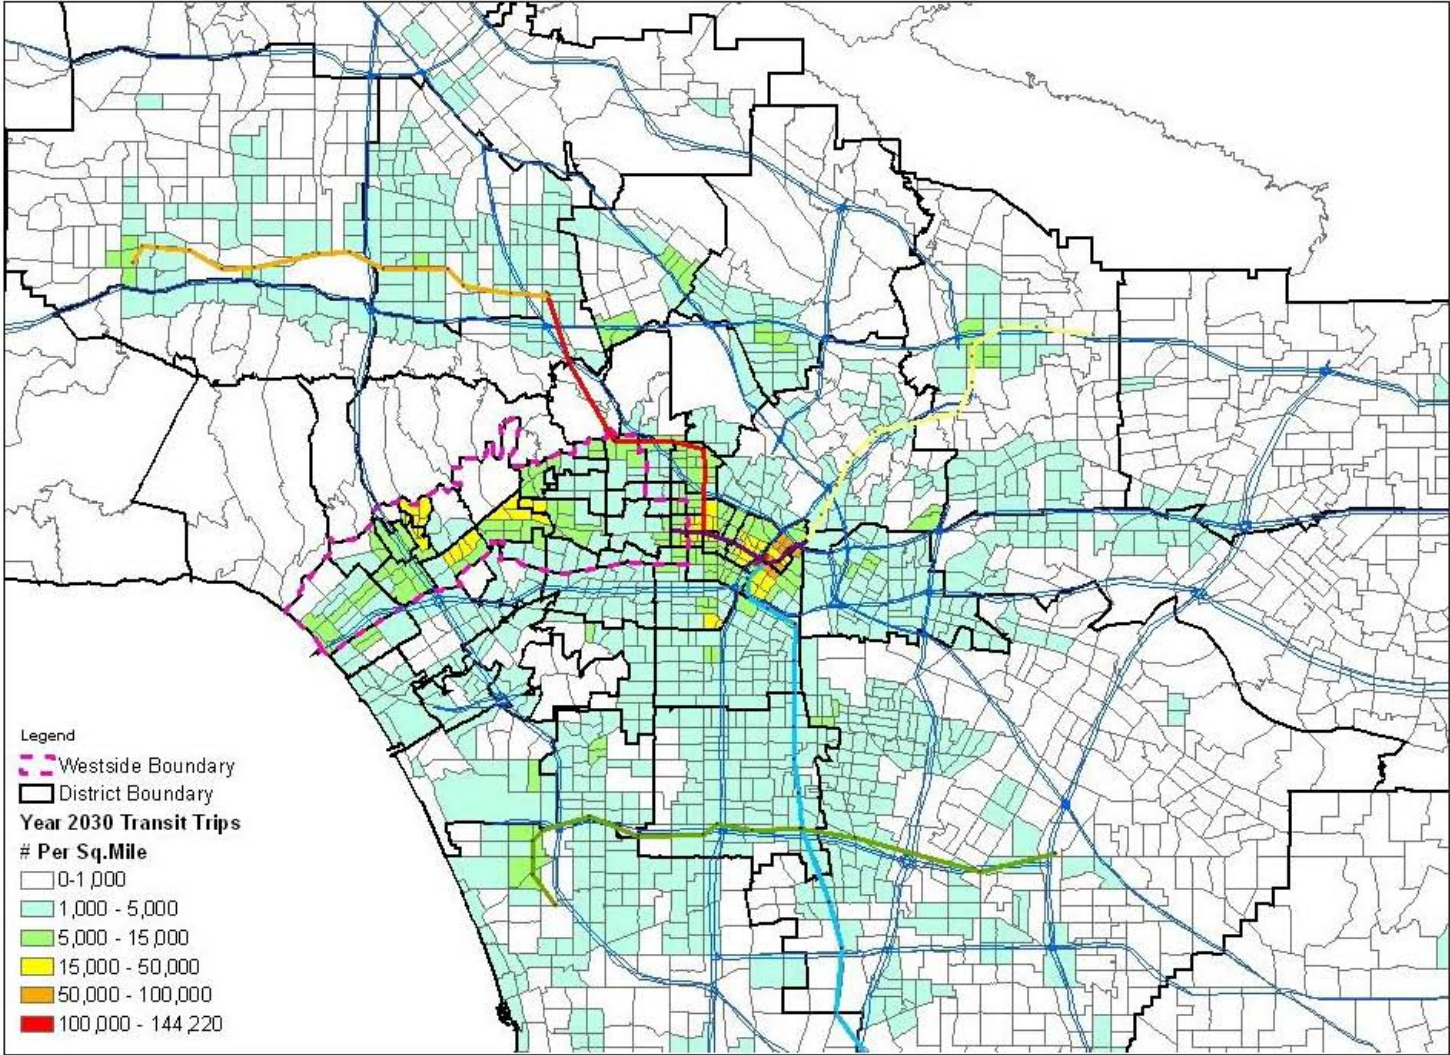 Legend
Westside Boundary
District Boundary
Year 2030 Transit Trips
# Per Sq.Mile
0-1,000
1,000 - 5,000
5,000 - 15,000
15,000 - 50,000
50,000 - 100,000
100,000 - 144,220